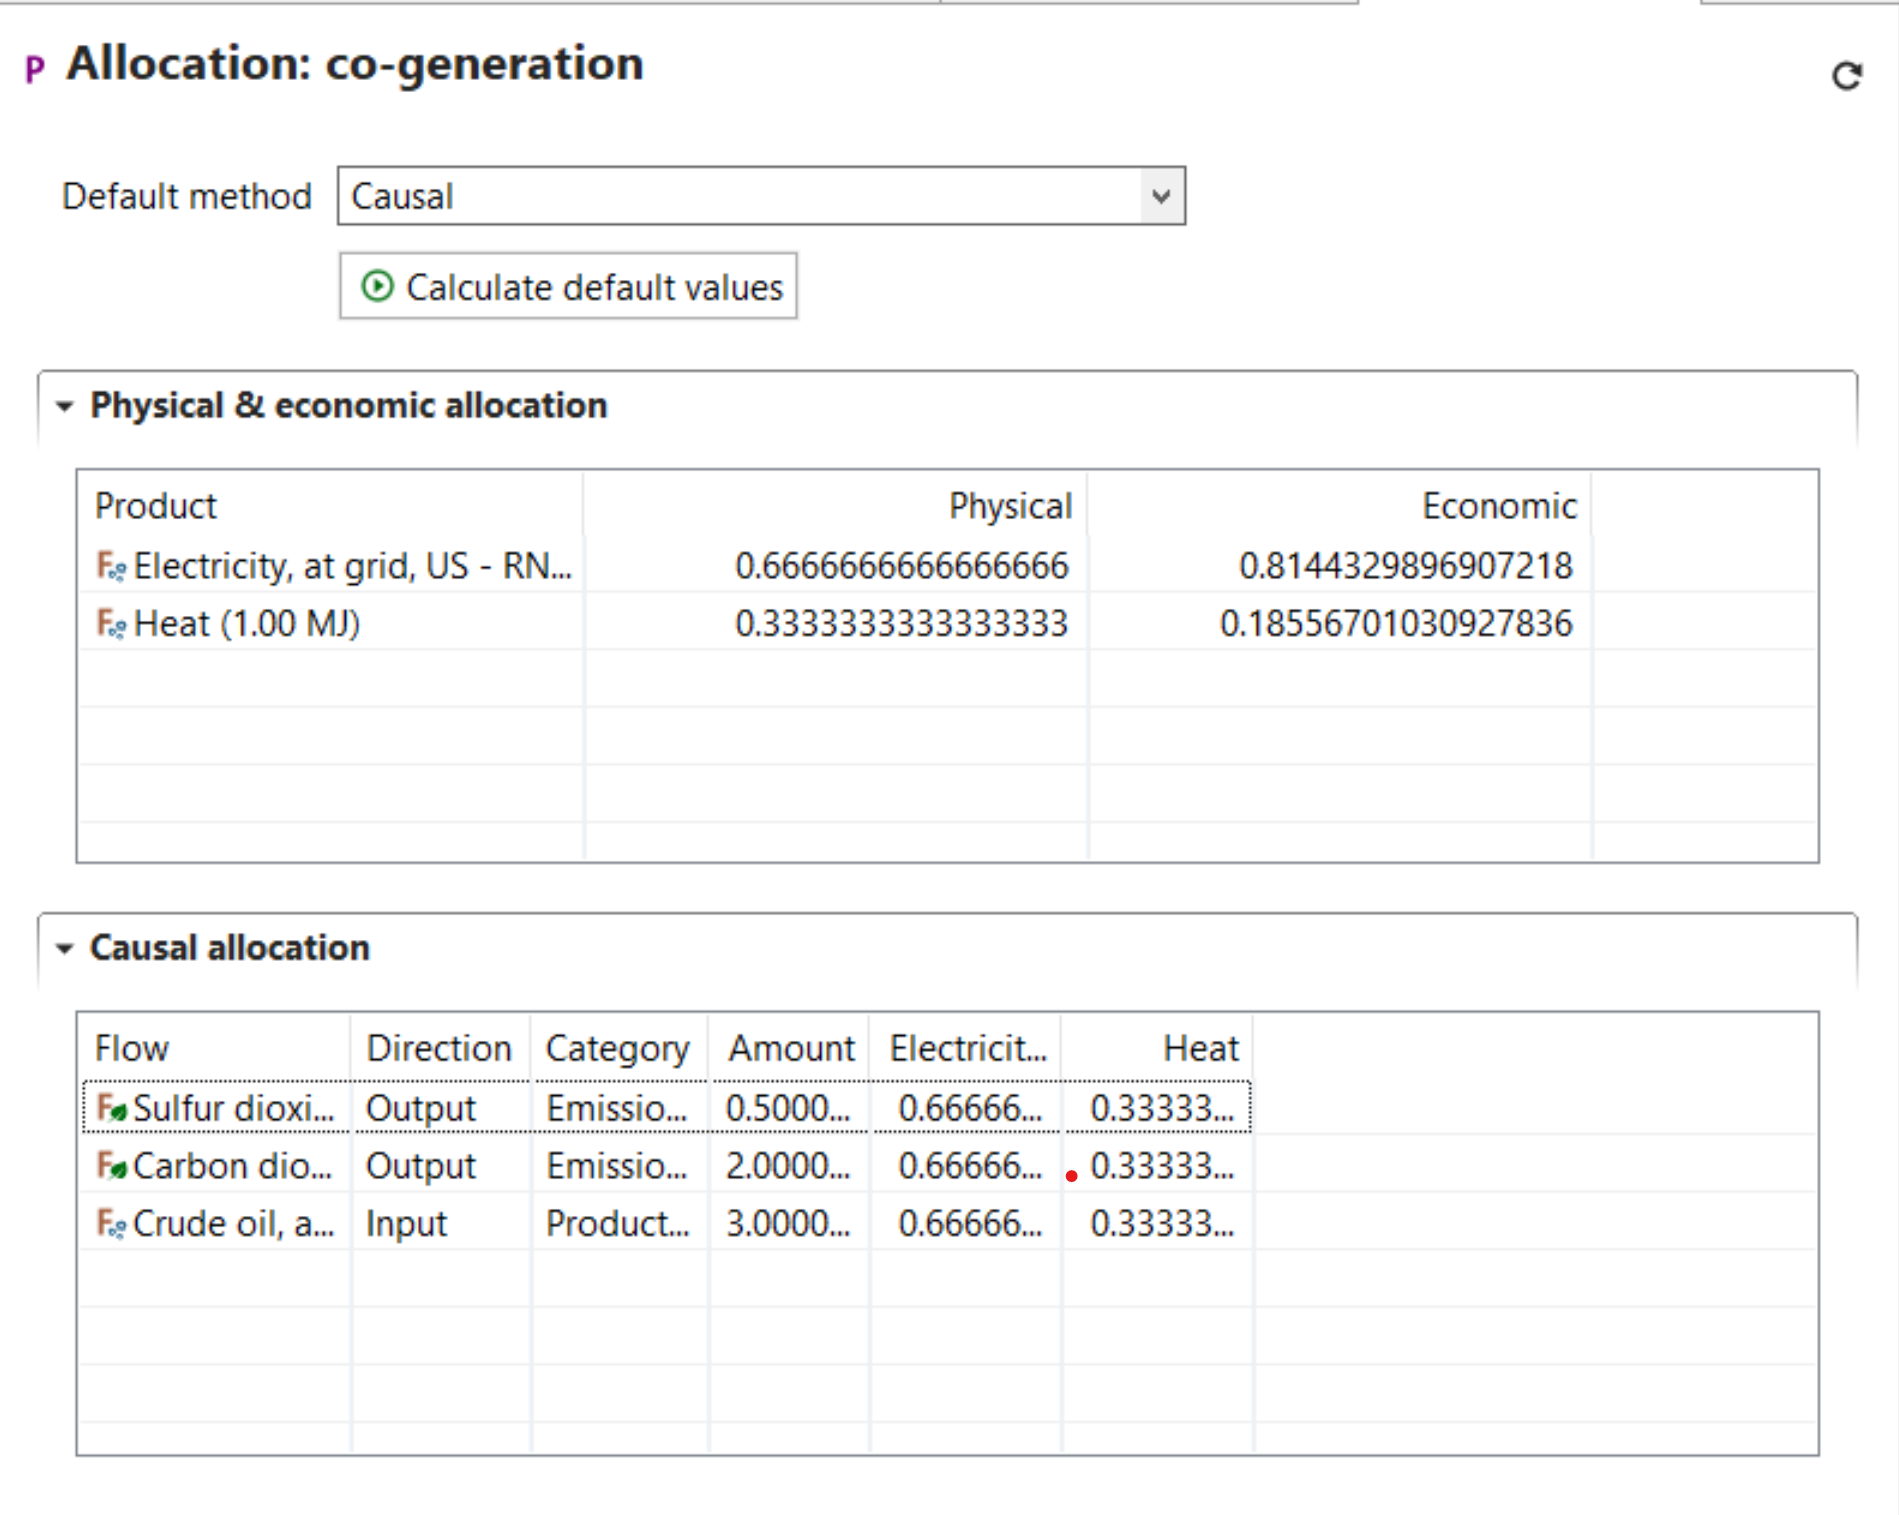 P Allocation: co-generation
Default method Causal
Calculate default values
Physical & economic allocation
Product Physical Economic
Electricity, at grid, US - RN... 0.6666666666666666 0.8144329896907218
Heat (1.00 MJ) 0.3333333333333333 0.18556701030927836
Causal allocation
Flow Direction Category Amount Electricit... Heat
Sulfur dioxi... Output Emissio... 0.5000... 0.66666... 0.33333...
Carbon dio... Output Emissio... 2.0000... 0.66666... 0.33333...
Crude oil, a... Input Product... 3.0000... 0.66666... 0.33333...